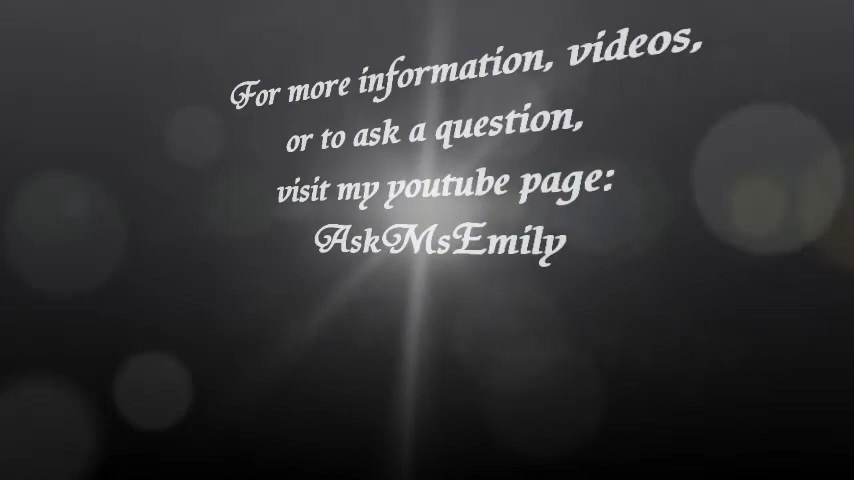 For more information, videos,
or to ask a question,
visit my youtube page:
AskMsEmily